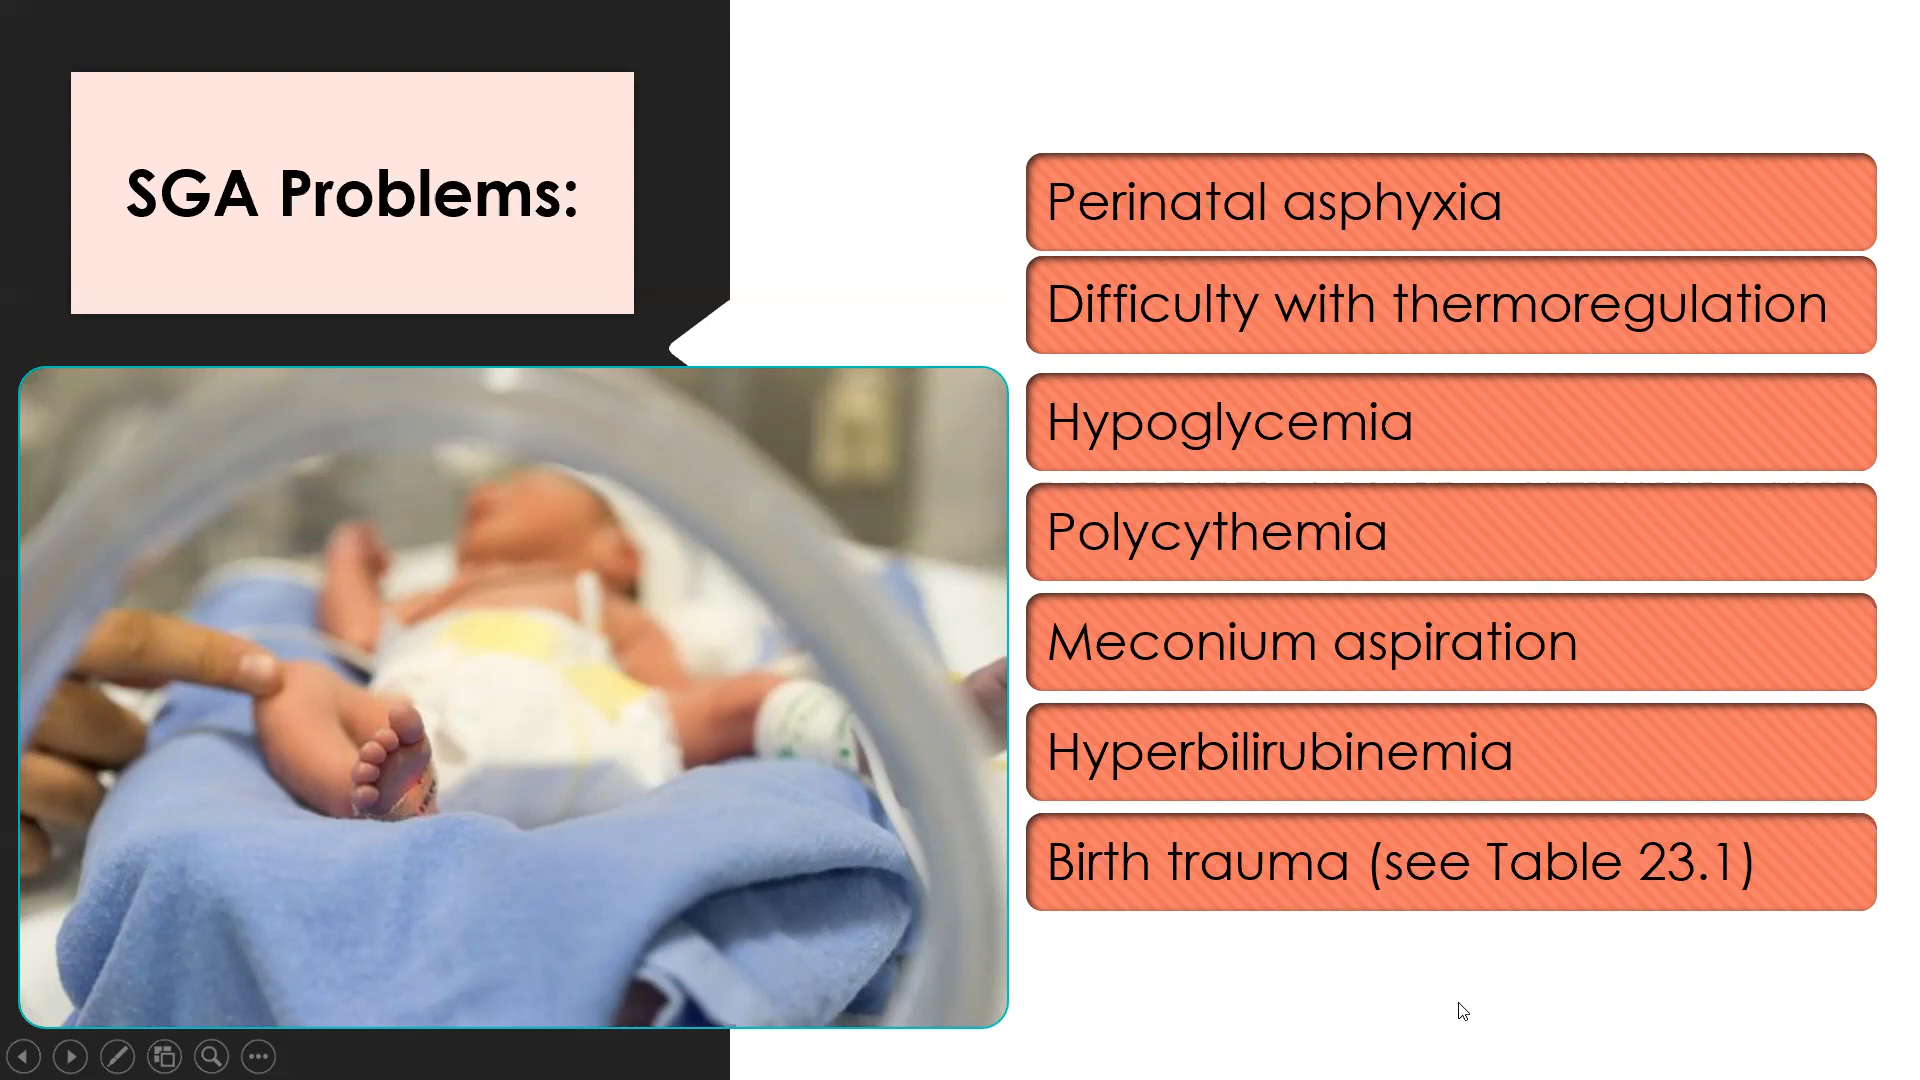 SGA Problems:
Perinatal asphyxia
Difficulty with thermoregulation
Hypoglycemia
Polycythemia
Meconium aspiration
Hyperbilirubinemia
Birth trauma (see Table 23.1)